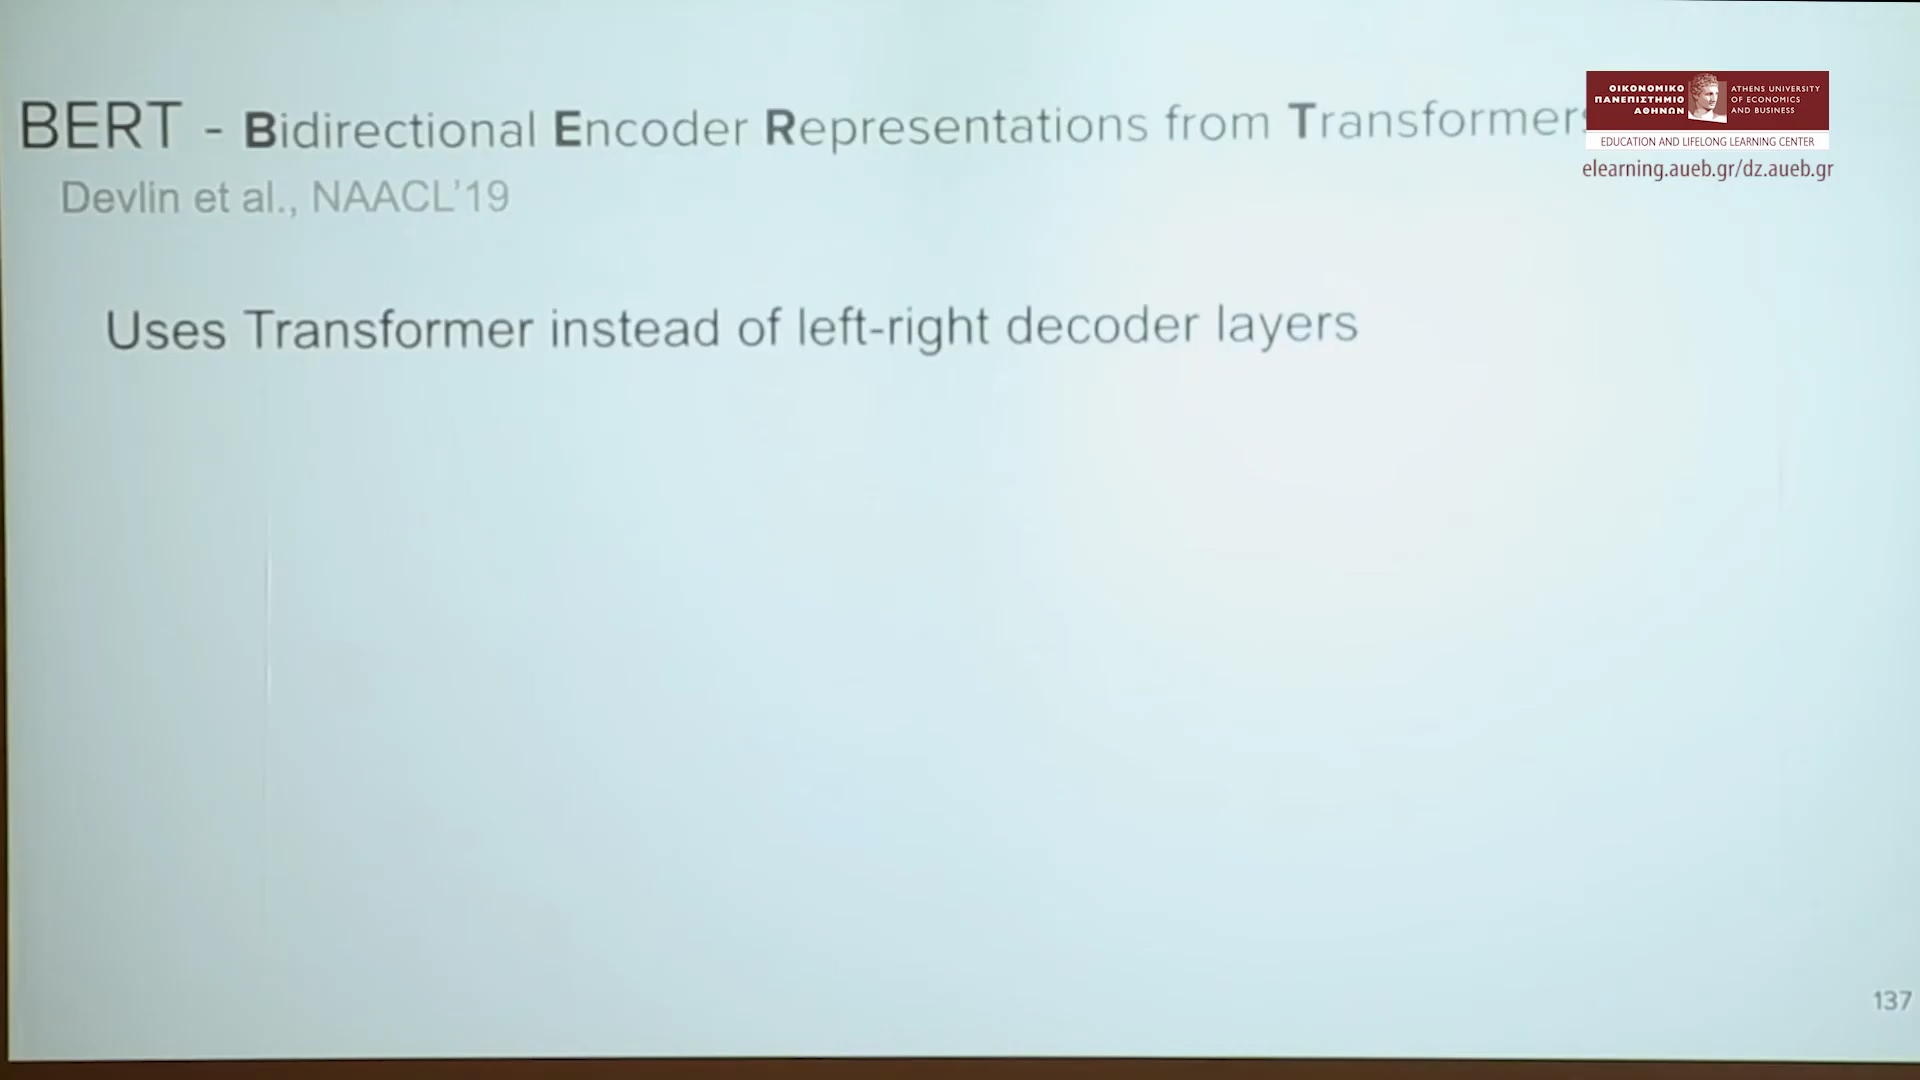 BERT - Bidirectional Encoder Representations from Transformers
Devlin et al., NAACL'19
Uses Transformer instead of left-right decoder layers
137
ΟΙΚΟΝΟΜΙΚΟ
ΠΑΝΕΠΙΣΤΗΜΙΟ
ΑΘΗΝΩΝ
ATHENS UNIVERSITY
OF ECONOMICS
AND BUSINESS
EDUCATION AND LIFELONG LEARNING CENTER
elearning.aueb.gr/dz.aueb.gr